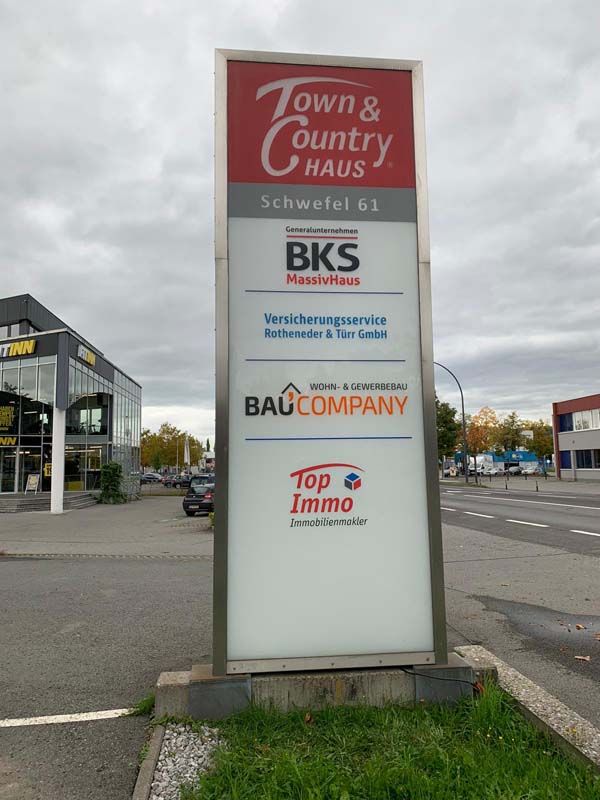 Town &
Country
HAUS
®
Schwefel 61
Generalunternehmen
BKS
MassivHaus
Versicherungsservice
Rotheneder & Türr GmbH
WOHN- & GEWERBEBAU
BAU'COMPANY
Top
Immo
Immobilienmakler
INN
INN